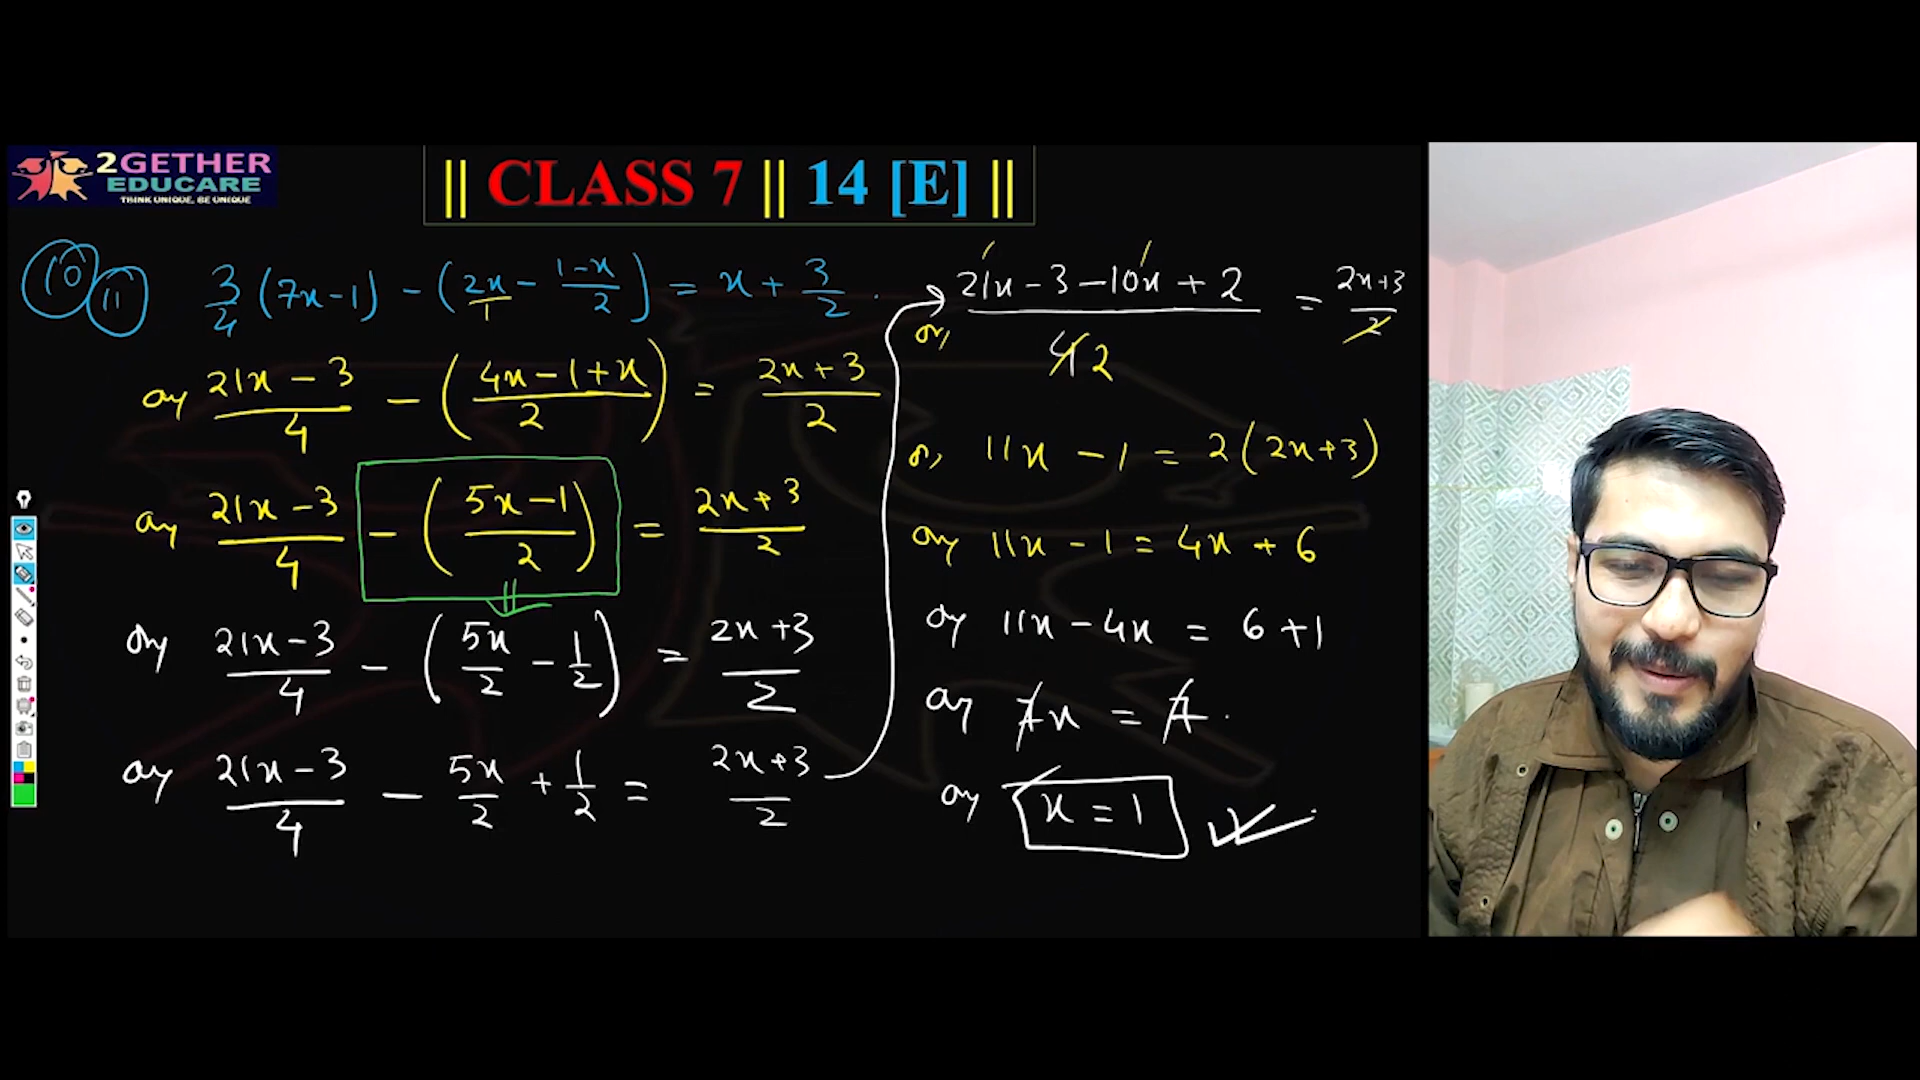 2GETHER
EDUCARE
THINK UNIQUE, BE UNIQUE
|| CLASS 7 || 14 [E] ||
10 11 3/4 (7x-1) - (2x/1 - (1-x)/2) = x + 3/2 .
or, (21x - 3)/4 - ((4x - 1 + x)/2) = (2x + 3)/2
or, (21x - 3)/4 - ((5x - 1)/2) = (2x + 3)/2
or, (21x - 3)/4 - (5x/2 - 1/2) = (2x + 3)/2
or, (21x - 3)/4 - 5x/2 + 1/2 = (2x + 3)/2
or, (21x - 3 - 10x + 2)/4 2 = (2x + 3)/2
or, 11x - 1 = 2(2x+3)
or, 11x - 1 = 4x + 6
or, 11x - 4x = 6 + 1
or, 7x = 7 .
or, x = 1